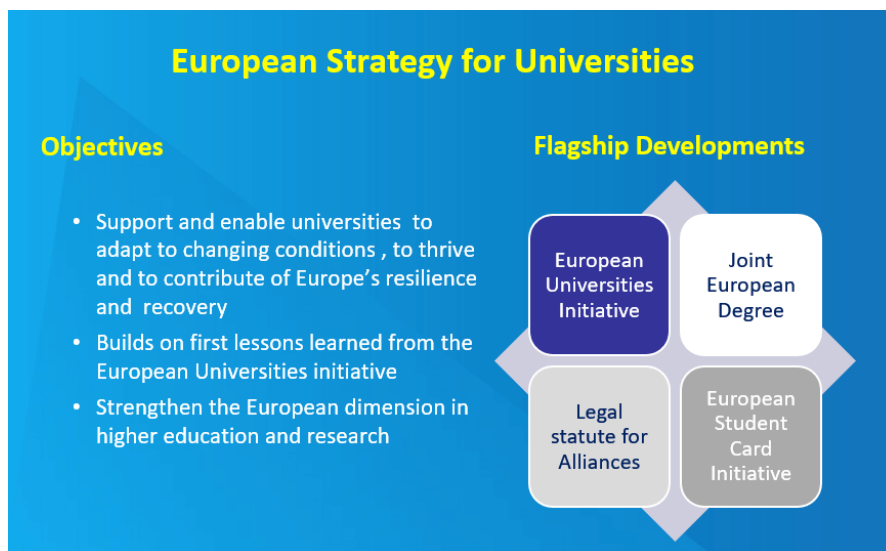 European Strategy for Universities
Objectives
• Support and enable universities to
adapt to changing conditions , to thrive
and to contribute of Europe's resilience
and recovery
• Builds on first lessons learned from the
European Universities initiative
• Strengthen the European dimension in
higher education and research
Flagship Developments
European
Universities
Initiative
Joint
European
Degree
Legal
statute for
Alliances
European
Student
Card
Initiative